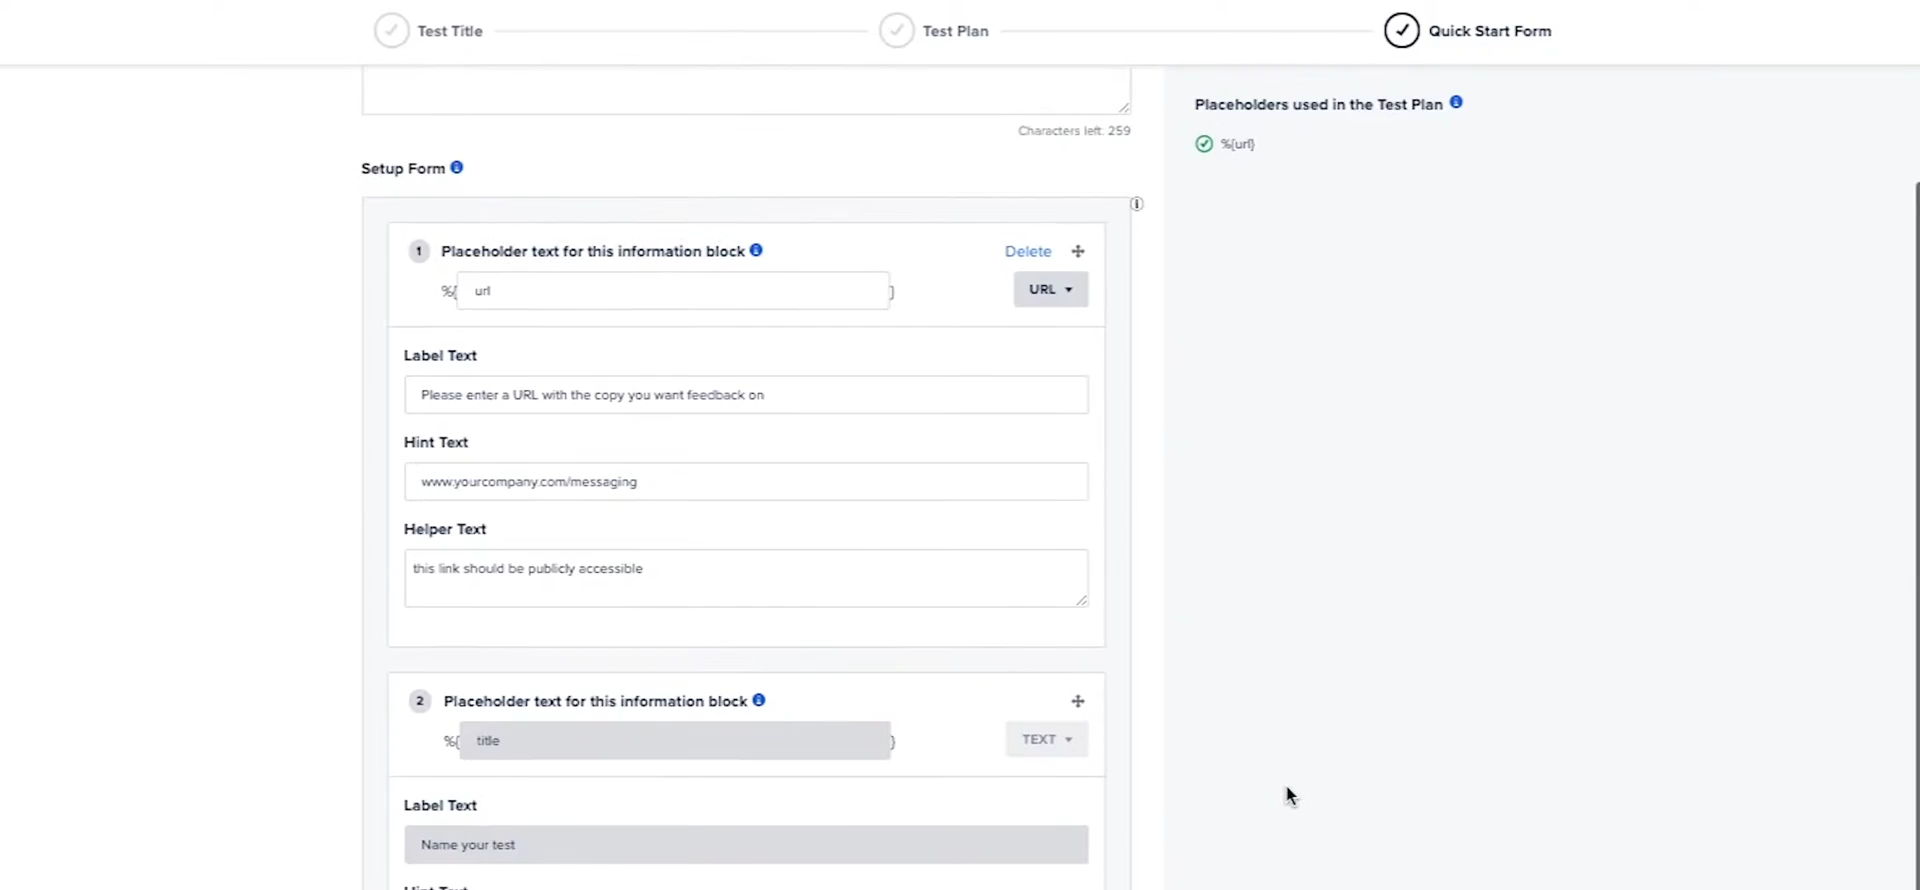 Test Title
Test Plan
Quick Start Form
Characters left: 259
Placeholders used in the Test Plan
%{url}
Setup Form
1 Placeholder text for this information block
Delete
%{ url }
URL
Label Text
Please enter a URL with the copy you want feedback on
Hint Text
www.yourcompany.com/messaging
Helper Text
this link should be publicly accessible
2 Placeholder text for this information block
%{ title }
TEXT
Label Text
Name your test
Hint Text